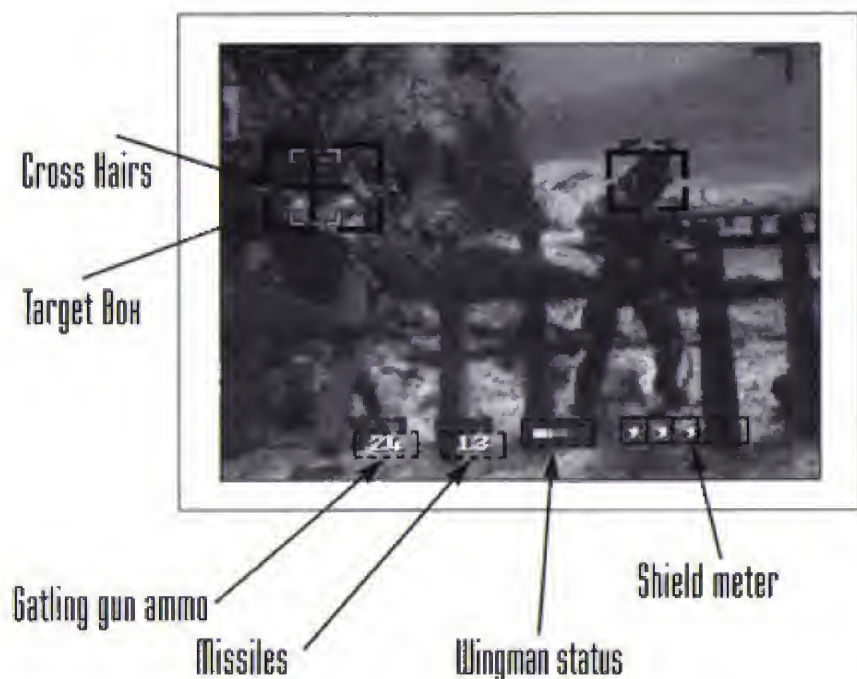 Cross Hairs
Target Box
24 13
Gatling gun ammo
Missiles
Wingman status
Shield meter